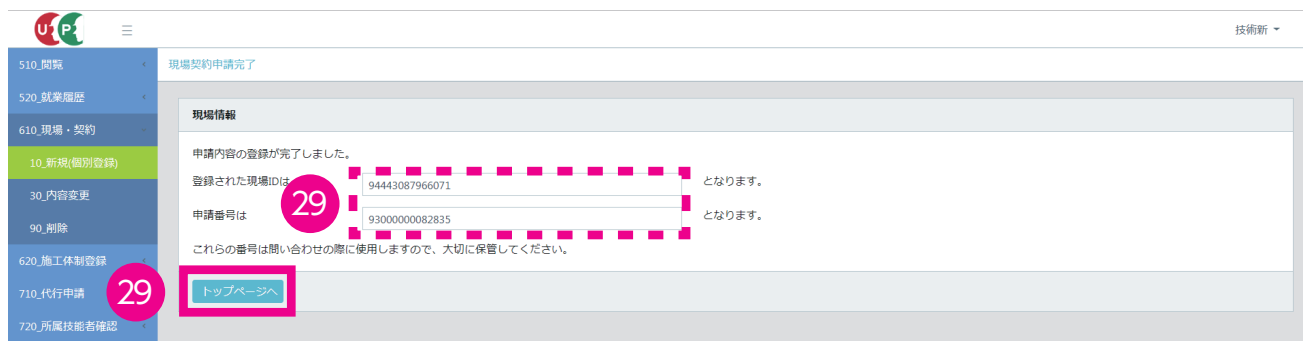 UP
技術新
510_閲覧
現場契約申請完了
520_就業履歴
現場情報
610_現場・契約
申請内容の登録が完了しました。
10_新規(個別登録)
登録された現場IDは 94443087966071 となります。
29
30_内容変更
申請番号は 93000000082835 となります。
90_削除
これらの番号は問い合わせの際に使用しますので、大切に保管してください。
620_施工体制登録
710_代行申請
29
トップページへ
720_所属技能者確認